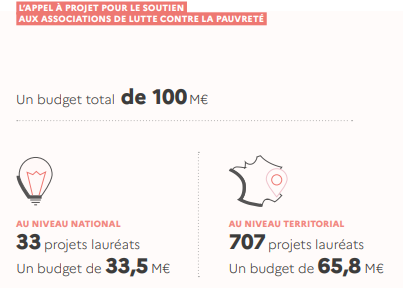 L'APPEL À PROJET POUR LE SOUTIEN
AUX ASSOCIATIONS DE LUTTE CONTRE LA PAUVRETÉ
Un budget total de 100 M€
AU NIVEAU NATIONAL
33 projets lauréats
Un budget de 33,5 M€
AU NIVEAU TERRITORIAL
707 projets lauréats
Un budget de 65,8 M€